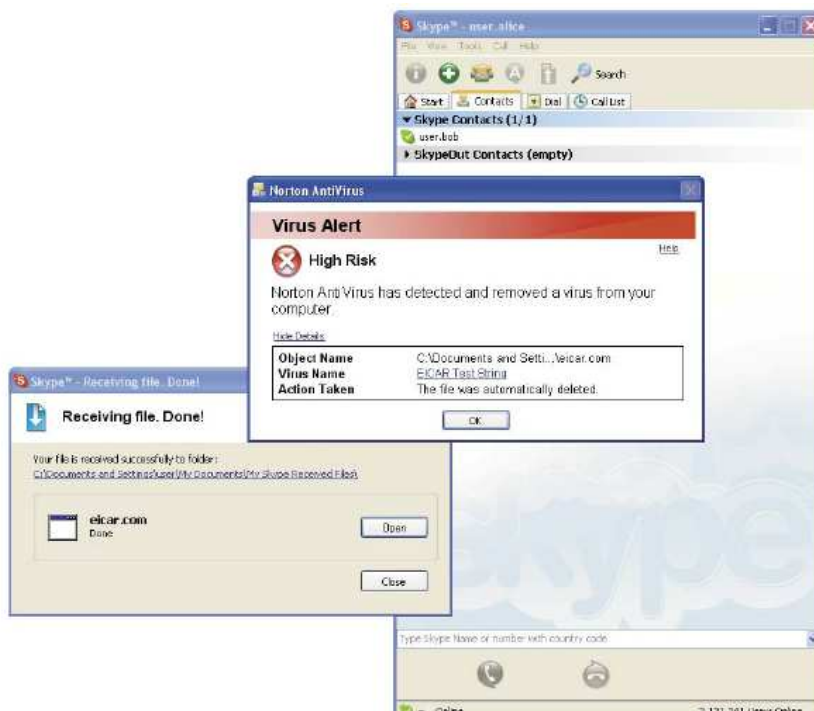 Skype™ - user.alice
File View Tools Call Help
Search
Start Contacts Dial Call List
Skype Contacts (1/1)
user.bob
SkypeOut Contacts (empty)
Norton AntiVirus
Virus Alert
High Risk
Help
Norton AntiVirus has detected and removed a virus from your
computer.
Hide Details
Object Name C:\Documents and Setti...\eicar.com
Virus Name EICAR Test String
Action Taken The file was automatically deleted.
OK
Skype™ - Receiving file. Done!
Receiving file. Done!
Your file is received successfully to folder:
C:\Documents and Settings\user\My Documents\My Skype Received Files\
eicar.com
Done
Open
Close
skype
Type Skype Name or number with country code
Online Users Online